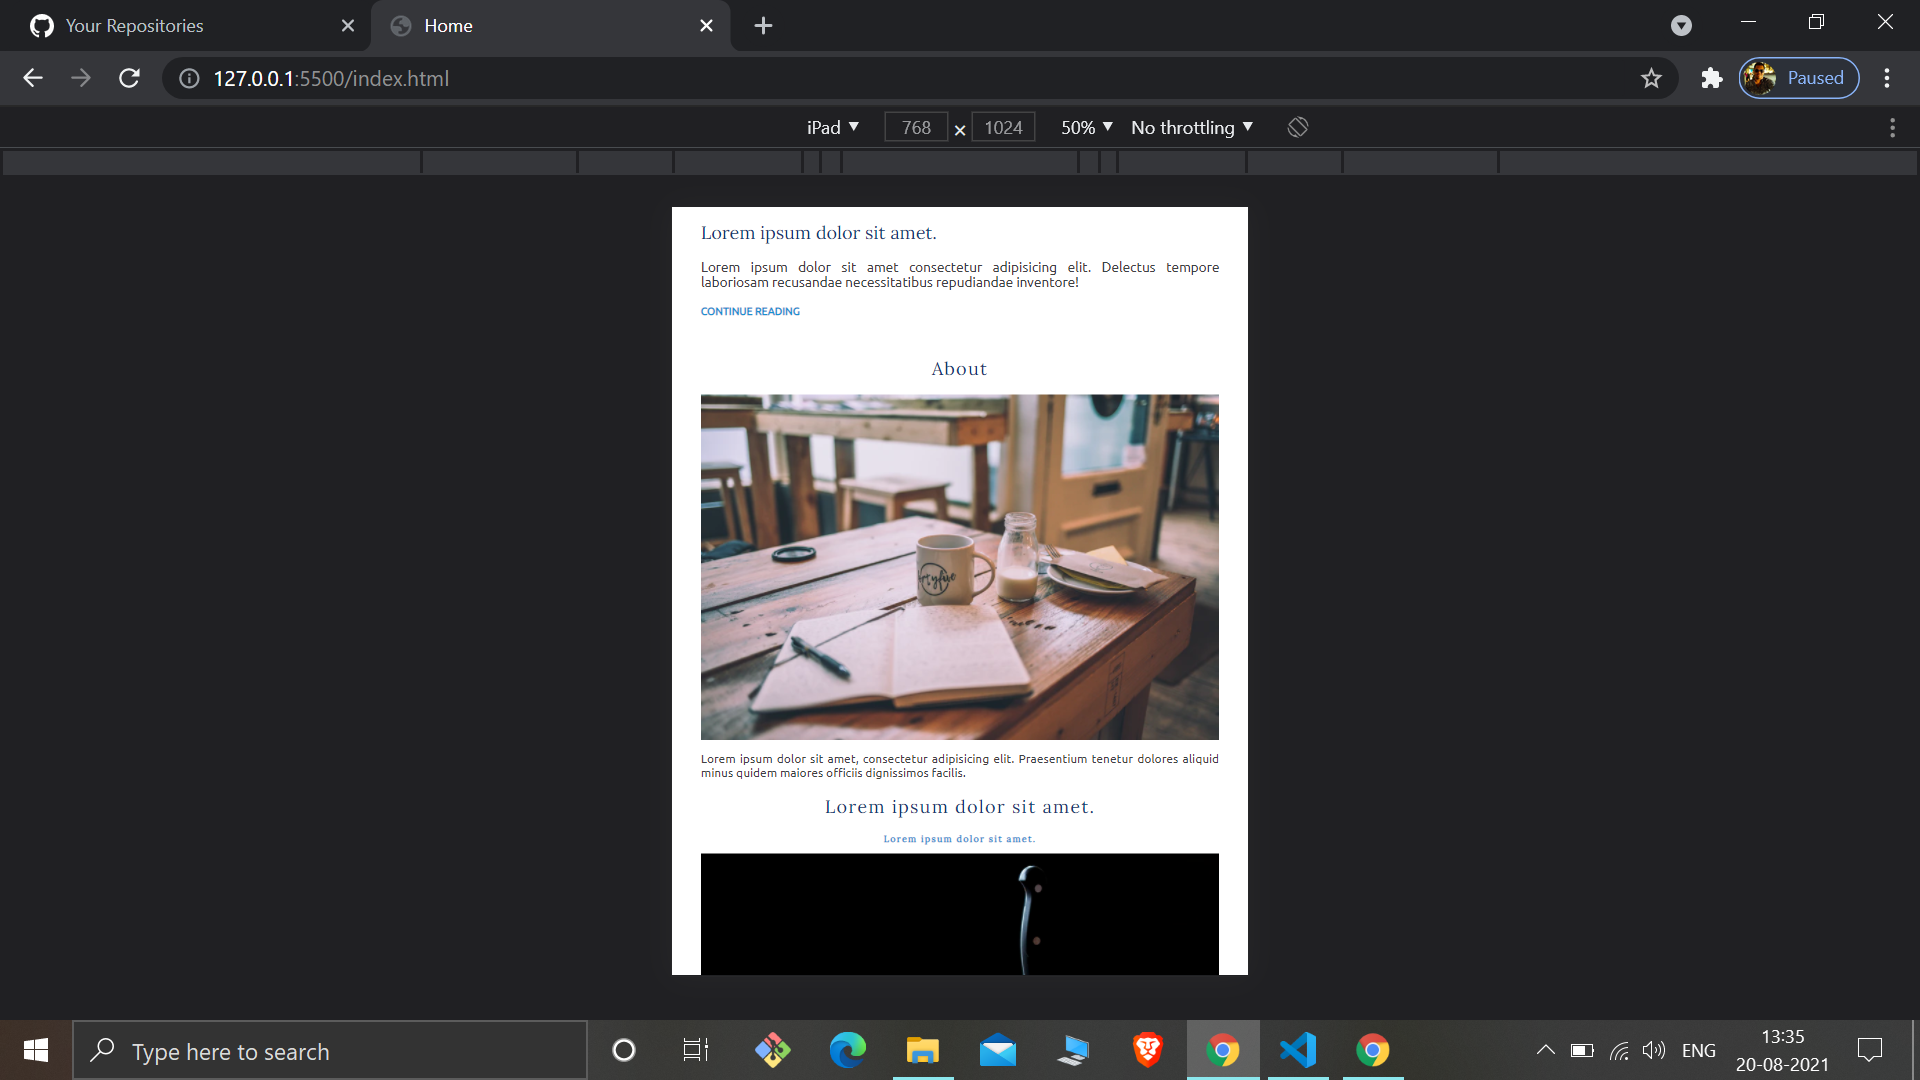 Your Repositories
Home
127.0.0.1:5500/index.html
Paused
iPad
768
1024
50%
No throttling
Lorem ipsum dolor sit amet.
Lorem ipsum dolor sit amet consectetur adipisicing elit. Delectus tempore
laboriosam recusandae necessitatibus repudiandae inventore!
CONTINUE READING
About
Lorem ipsum dolor sit amet, consectetur adipisicing elit. Praesentium tenetur dolores aliquid
minus quidem maiores officiis dignissimos facilis.
Lorem ipsum dolor sit amet.
Lorem ipsum dolor sit amet.
Type here to search
ENG
13:35
20-08-2021